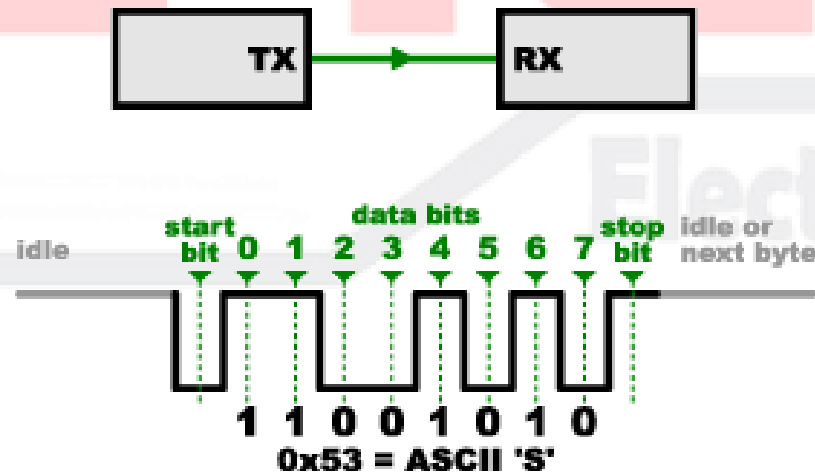 TX RX
data bits
start stop idle or
idle bit 0 1 2 3 4 5 6 7 bit next byte
1 1 0 0 1 0 1 0
0x53 = ASCII 'S'
Elect